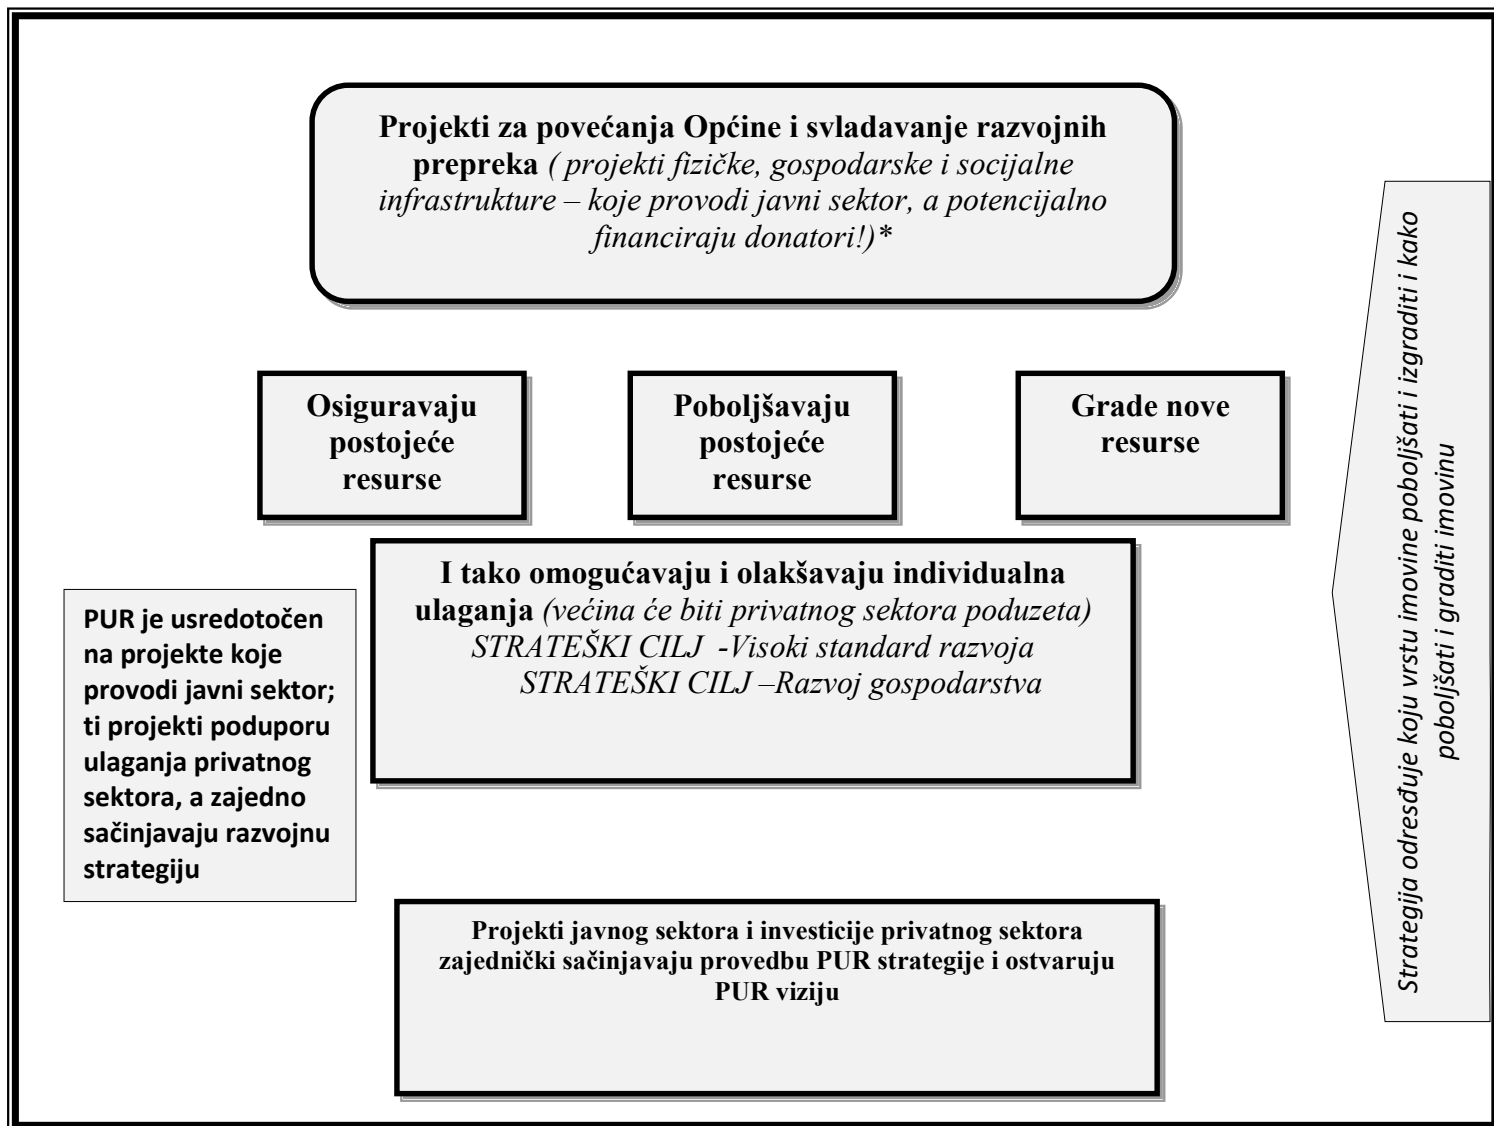 Projekti za povećanja Općine i svladavanje razvojnih
prepreka ( projekti fizičke, gospodarske i socijalne
infrastrukture – koje provodi javni sektor, a potencijalno
financiraju donatori!)*
Osiguravaju
postojeće
resurse
Poboljšavaju
postojeće
resurse
Grade nove
resurse
I tako omogućavaju i olakšavaju individualna
ulaganja (većina će biti privatnog sektora poduzeta)
STRATEŠKI CILJ -Visoki standard razvoja
STRATEŠKI CILJ –Razvoj gospodarstva
PUR je usredotočen
na projekte koje
provodi javni sektor;
ti projekti poduporu
ulaganja privatnog
sektora, a zajedno
sačinjavaju razvojnu
strategiju
Projekti javnog sektora i investicije privatnog sektora
zajednički sačinjavaju provedbu PUR strategije i ostvaruju
PUR viziju
Strategija odresđuje koju vrstu imovine poboljšati i izgraditi i kako
poboljšati i graditi imovinu